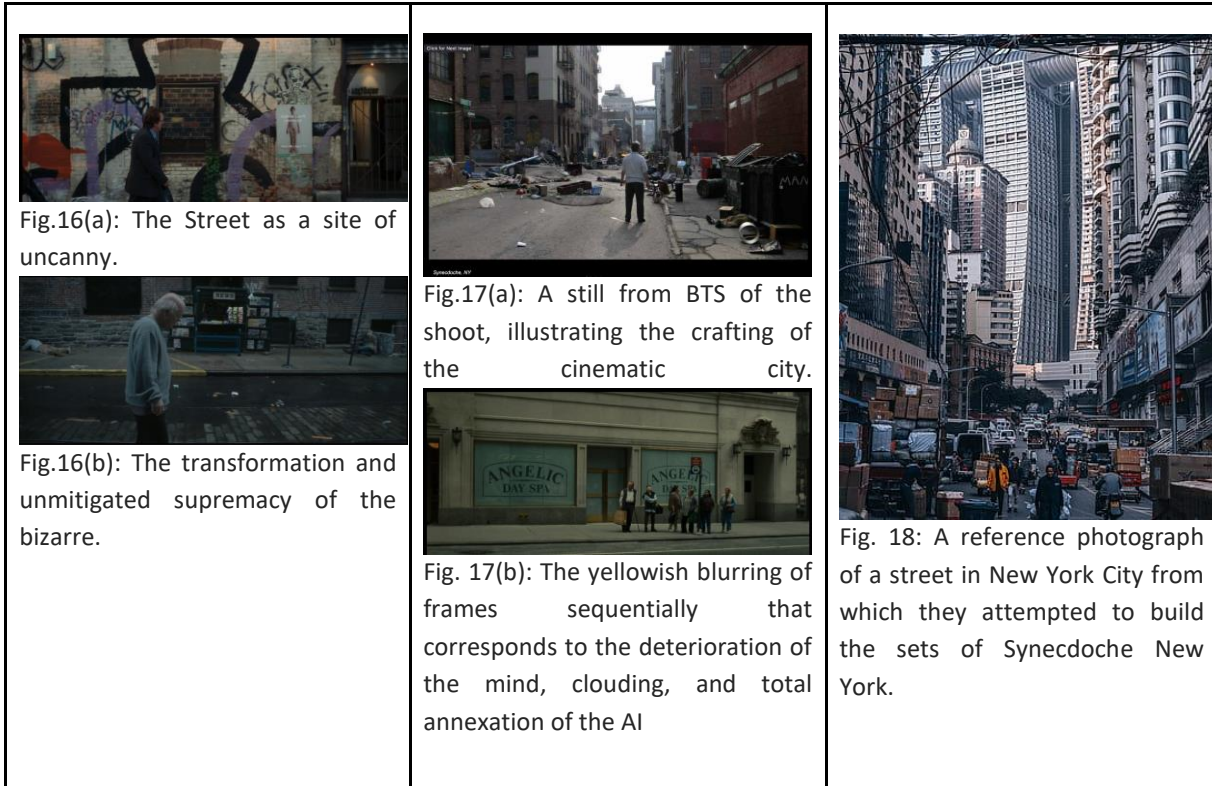 Fig.16(a): The Street as a site of
uncanny.
NEWS
Fig.16(b): The transformation and
unmitigated supremacy of the
bizarre.
Click for Next Image
MAN
Synecdoche, NY
Fig.17(a): A still from BTS of the
shoot, illustrating the crafting of
the cinematic city.
ANGELIC
DAY SPA
ANGELIC
DAY SPA
Fig. 17(b): The yellowish blurring of
frames sequentially that
corresponds to the deterioration of
the mind, clouding, and total
annexation of the AI
Fig. 18: A reference photograph
of a street in New York City from
which they attempted to build
the sets of Synecdoche New
York.